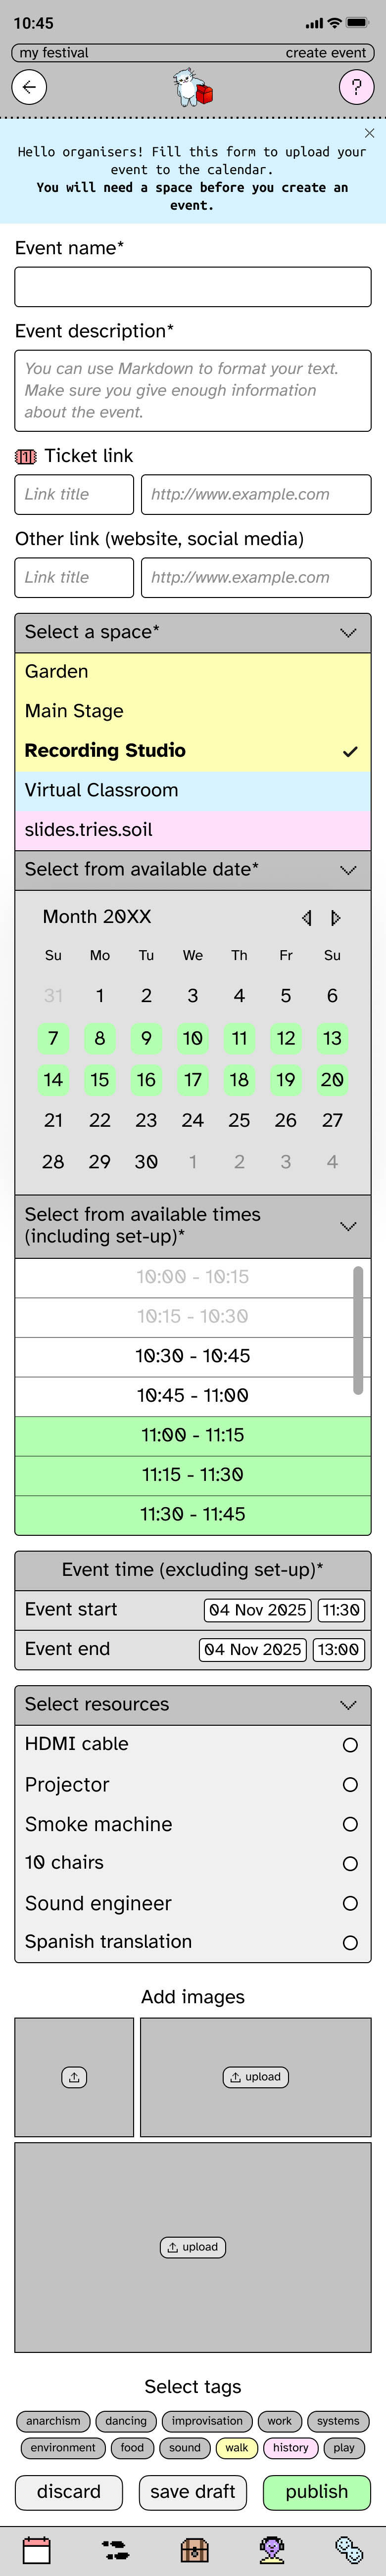 10:45
my festival create event
?
Hello organisers! Fill this form to upload your
event to the calendar.
You will need a space before you create an
event.
Event name*
Event description*
You can use Markdown to format your text.
Make sure you give enough information
about the event.
1 Ticket link
Link title http://www.example.com
Other link (website, social media)
Link title http://www.example.com
Select a space*
Garden
Main Stage
Recording Studio
Virtual Classroom
slides.tries.soil
Select from available date*
Month 20XX
Su Mo Tu We Th Fr Su
31 1 2 3 4 5 6
7 8 9 10 11 12 13
14 15 16 17 18 19 20
21 22 23 24 25 26 27
28 29 30 1 2 3 4
Select from available times
(including set-up)*
10:00 - 10:15
10:15 - 10:30
10:30 - 10:45
10:45 - 11:00
11:00 - 11:15
11:15 - 11:30
11:30 - 11:45
Event time (excluding set-up)*
Event start 04 Nov 2025 11:30
Event end 04 Nov 2025 13:00
Select resources
HDMI cable
Projector
Smoke machine
10 chairs
Sound engineer
Spanish translation
Add images
upload
upload
Select tags
anarchism dancing improvisation work systems
environment food sound walk history play
discard save draft publish